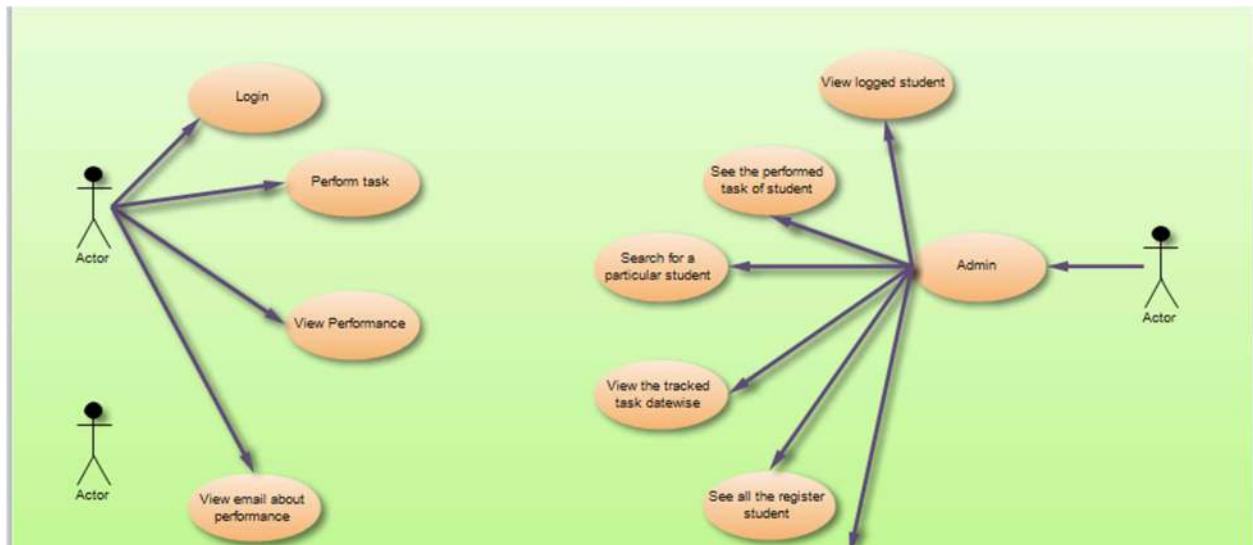 View logged student
Login
See the performed
task of student
Perform task
Actor
Search for a
particular student
Admin
Actor
View Performance
View the tracked
task datewise
Actor
View email about
performance
See all the register
student